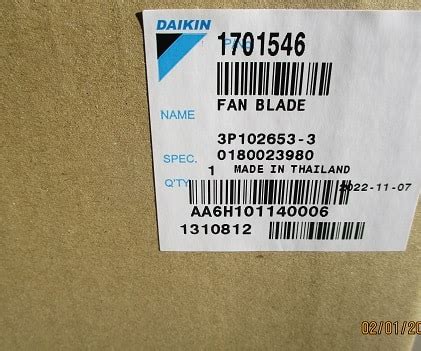 DAIKIN
1701546
NAME FAN BLADE
3P102653-3
SPEC. 0180023980
Q'TY 1 MADE IN THAILAND
2022-11-07
AA6H101140006
1310812
02/01/20